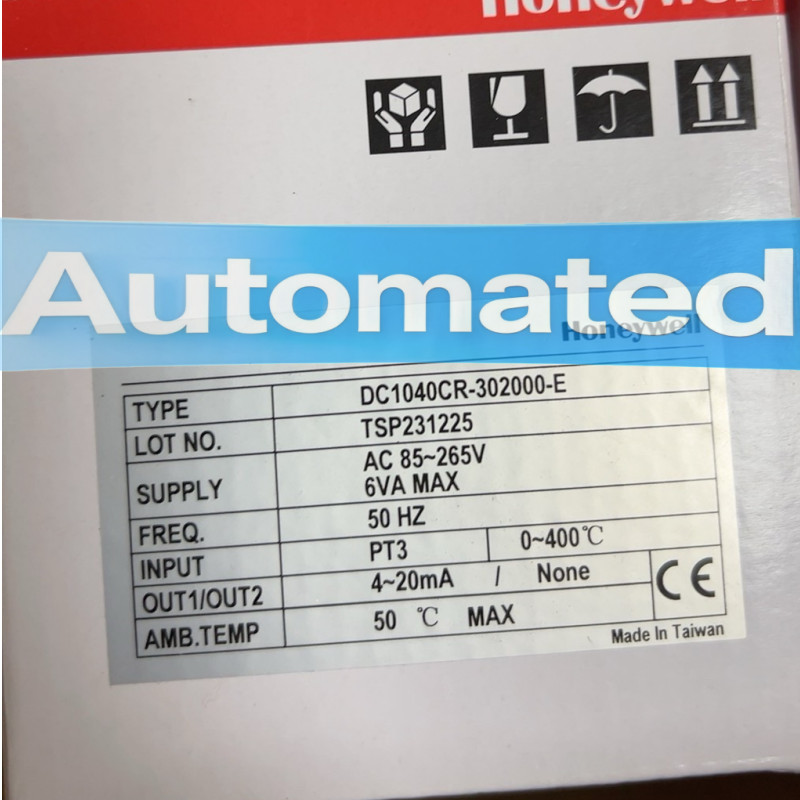 Honeywell
Automated
Honeywell
TYPE DC1040CR-302000-E
LOT NO. TSP231225
SUPPLY AC 85~265V
6VA MAX
FREQ. 50 HZ
INPUT PT3 0~400℃
OUT1/OUT2 4~20mA / None
AMB.TEMP 50 ℃ MAX
CE
Made In Taiwan